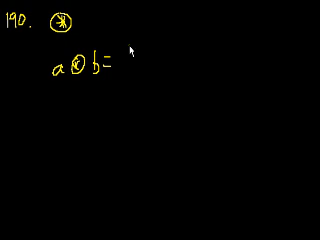 190. ⊛
a ⊛ b =